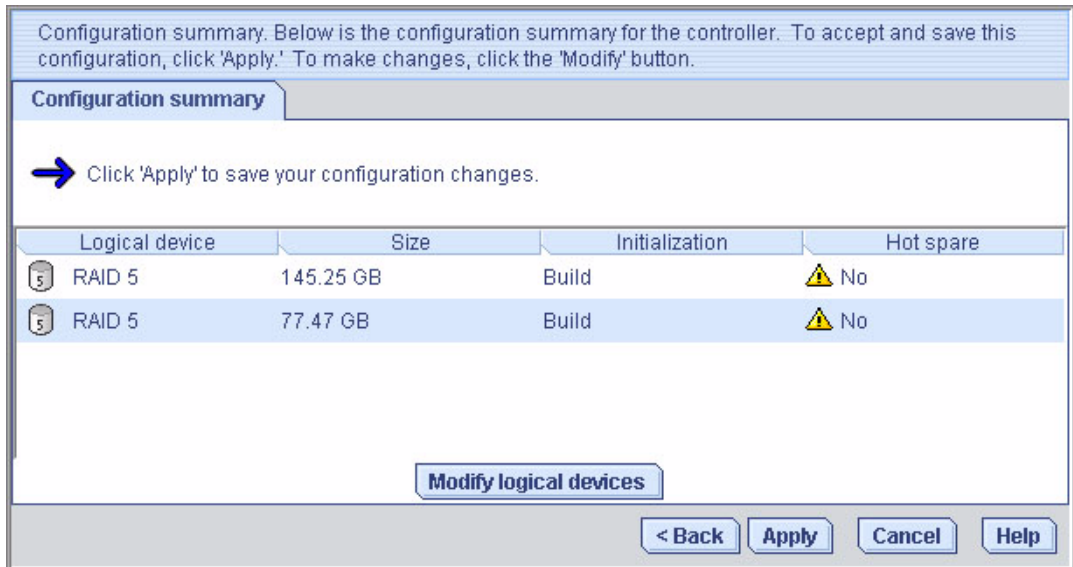 Configuration summary. Below is the configuration summary for the controller. To accept and save this
configuration, click 'Apply.' To make changes, click the 'Modify' button.
Configuration summary
Click 'Apply' to save your configuration changes.
Logical device Size Initialization Hot spare
5 RAID 5 145.25 GB Build No
5 RAID 5 77.47 GB Build No
Modify logical devices
< Back Apply Cancel Help